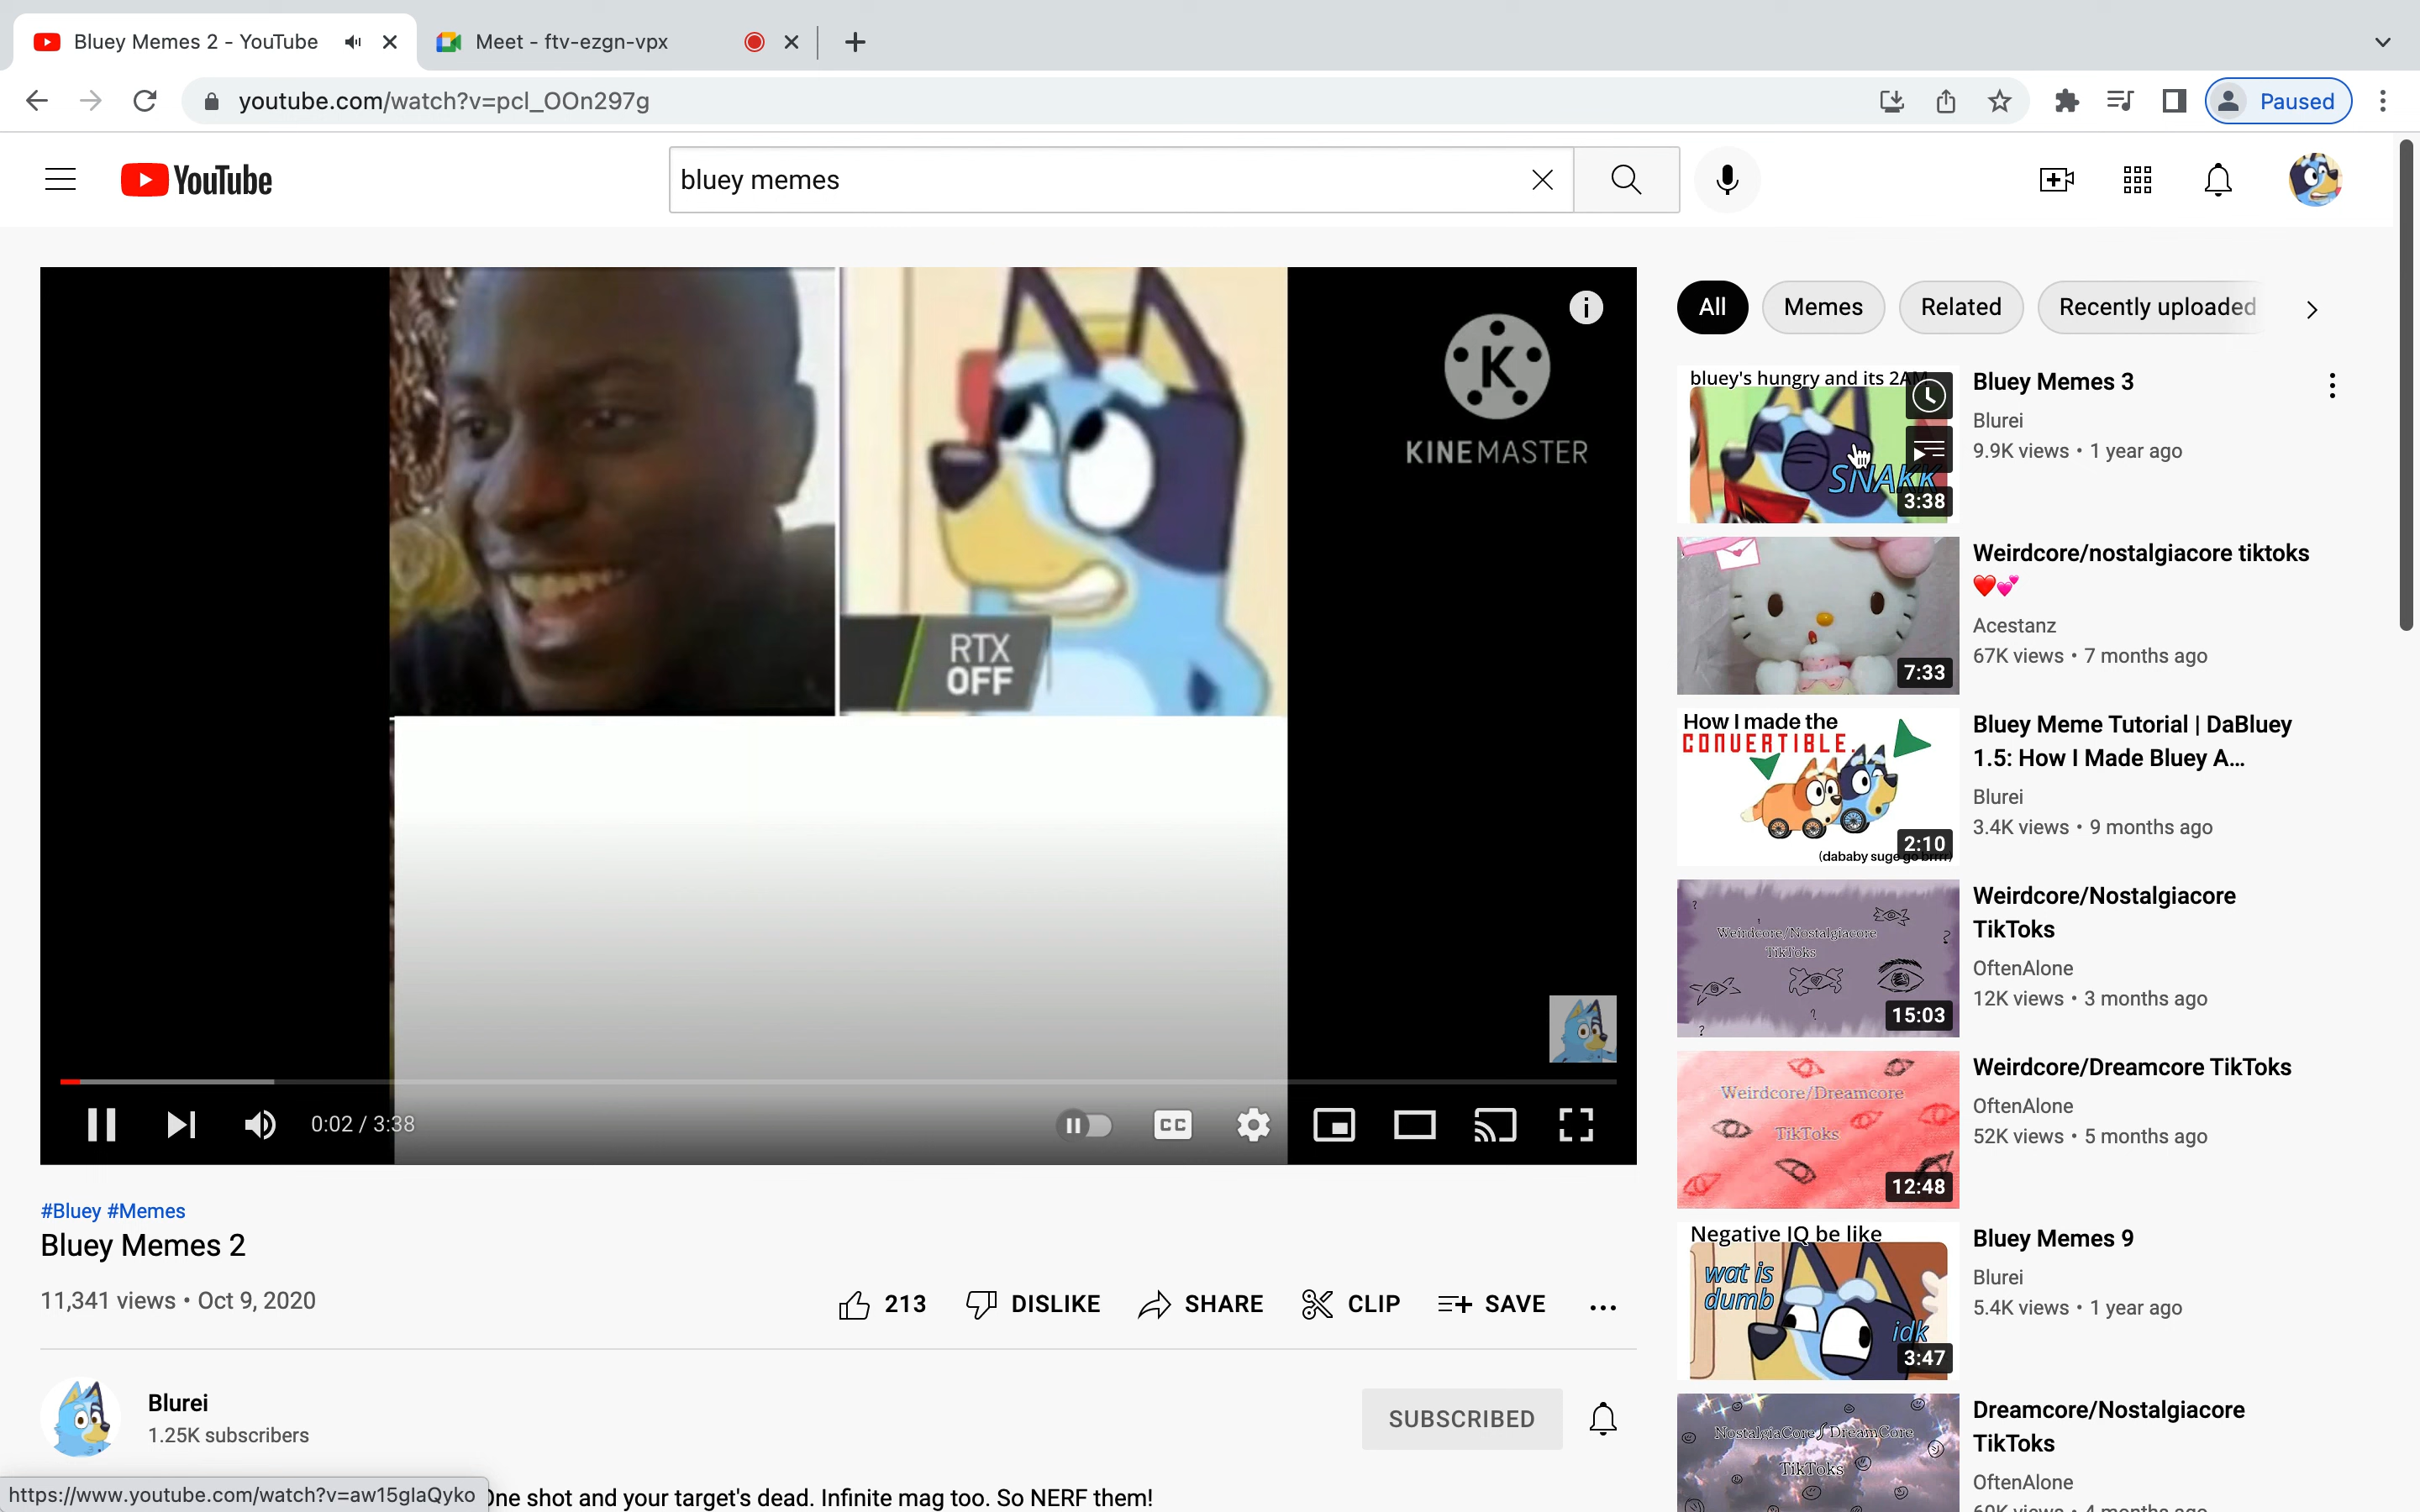 Bluey Memes 2 - YouTube
Meet - ftv-ezgn-vpx
youtube.com/watch?v=pcl_OOn297g
Paused
YouTube
bluey memes
K
KINEMASTER
RTX
OFF
0:02 / 3:38
CC
#Bluey #Memes
Bluey Memes 2
11,341 views • Oct 9, 2020
213
DISLIKE
SHARE
CLIP
SAVE
Blurei
1.25K subscribers
SUBSCRIBED
https://www.youtube.com/watch?v=aw15glaQyko
One shot and your target's dead. Infinite mag too. So NERF them!
All
Memes
Related
Recently uploaded
bluey's hungry and its 2AM
SNAKK
3:38
Bluey Memes 3
Blurei
9.9K views • 1 year ago
7:33
Weirdcore/nostalgiacore tiktoks
❤️💕
Acestanz
67K views • 7 months ago
How I made the
CONVERTIBLE.
(dababy suge go brrrr)
2:10
Bluey Meme Tutorial | DaBluey
1.5: How I Made Bluey A...
Blurei
3.4K views • 9 months ago
Weirdcore/Nostalgiacore
TikToks
15:03
Weirdcore/Nostalgiacore
TikToks
OftenAlone
12K views • 3 months ago
Weirdcore/Dreamcore
TikToks
12:48
Weirdcore/Dreamcore TikToks
OftenAlone
52K views • 5 months ago
Negative IQ be like
wat is
dumb
idk
3:47
Bluey Memes 9
Blurei
5.4K views • 1 year ago
NostalgiaCore/DreamCore
TikToks
Dreamcore/Nostalgiacore
TikToks
OftenAlone
60K views • 4 months ago